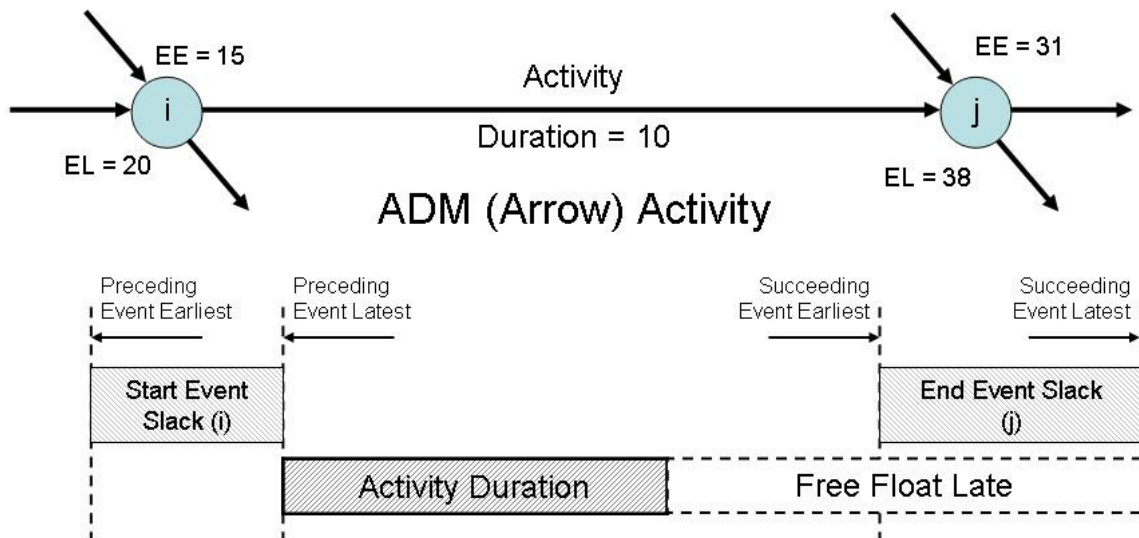 EE = 15
EE = 31
i
Activity
j
Duration = 10
EL = 20
EL = 38
ADM (Arrow) Activity
Preceding
Event Earliest
Preceding
Event Latest
Succeeding
Event Earliest
Succeeding
Event Latest
Start Event
Slack (i)
End Event Slack
(j)
Activity Duration
Free Float Late